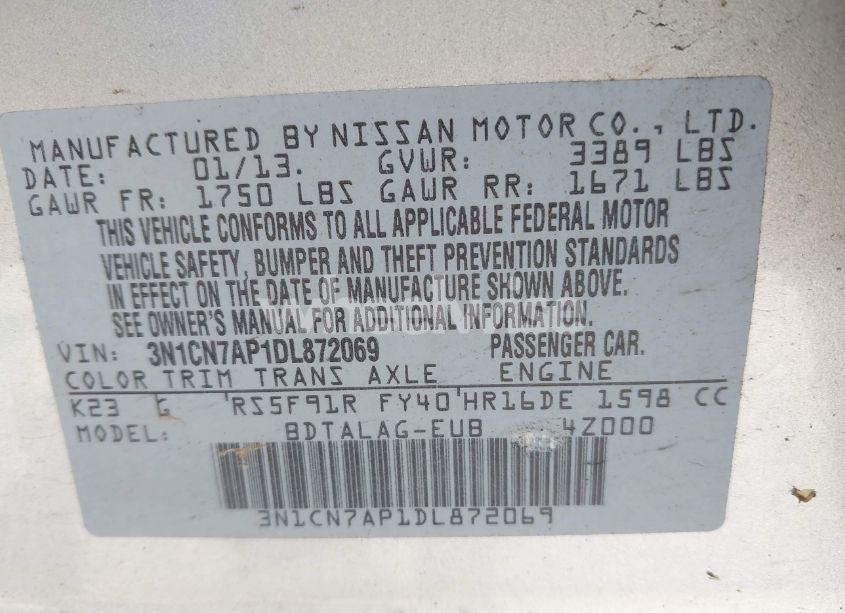 MANUFACTURED BY NISSAN MOTOR CO., LTD.
DATE: 01/13. GVWR: 3389 LBS
GAWR FR: 1750 LBS GAWR RR: 1671 LBS
THIS VEHICLE CONFORMS TO ALL APPLICABLE FEDERAL MOTOR
VEHICLE SAFETY, BUMPER AND THEFT PREVENTION STANDARDS
IN EFFECT ON THE DATE OF MANUFACTURE SHOWN ABOVE.
SEE OWNER'S MANUAL FOR ADDITIONAL INFORMATION.
VIN: 3N1CN7AP1DL872069 PASSENGER CAR.
COLOR TRIM TRANS AXLE ENGINE
K23 G RS5F91R FY40 HR16DE 1598 CC
MODEL: BDTALAG-EUB 4Z000
3N1CN7AP1DL872069